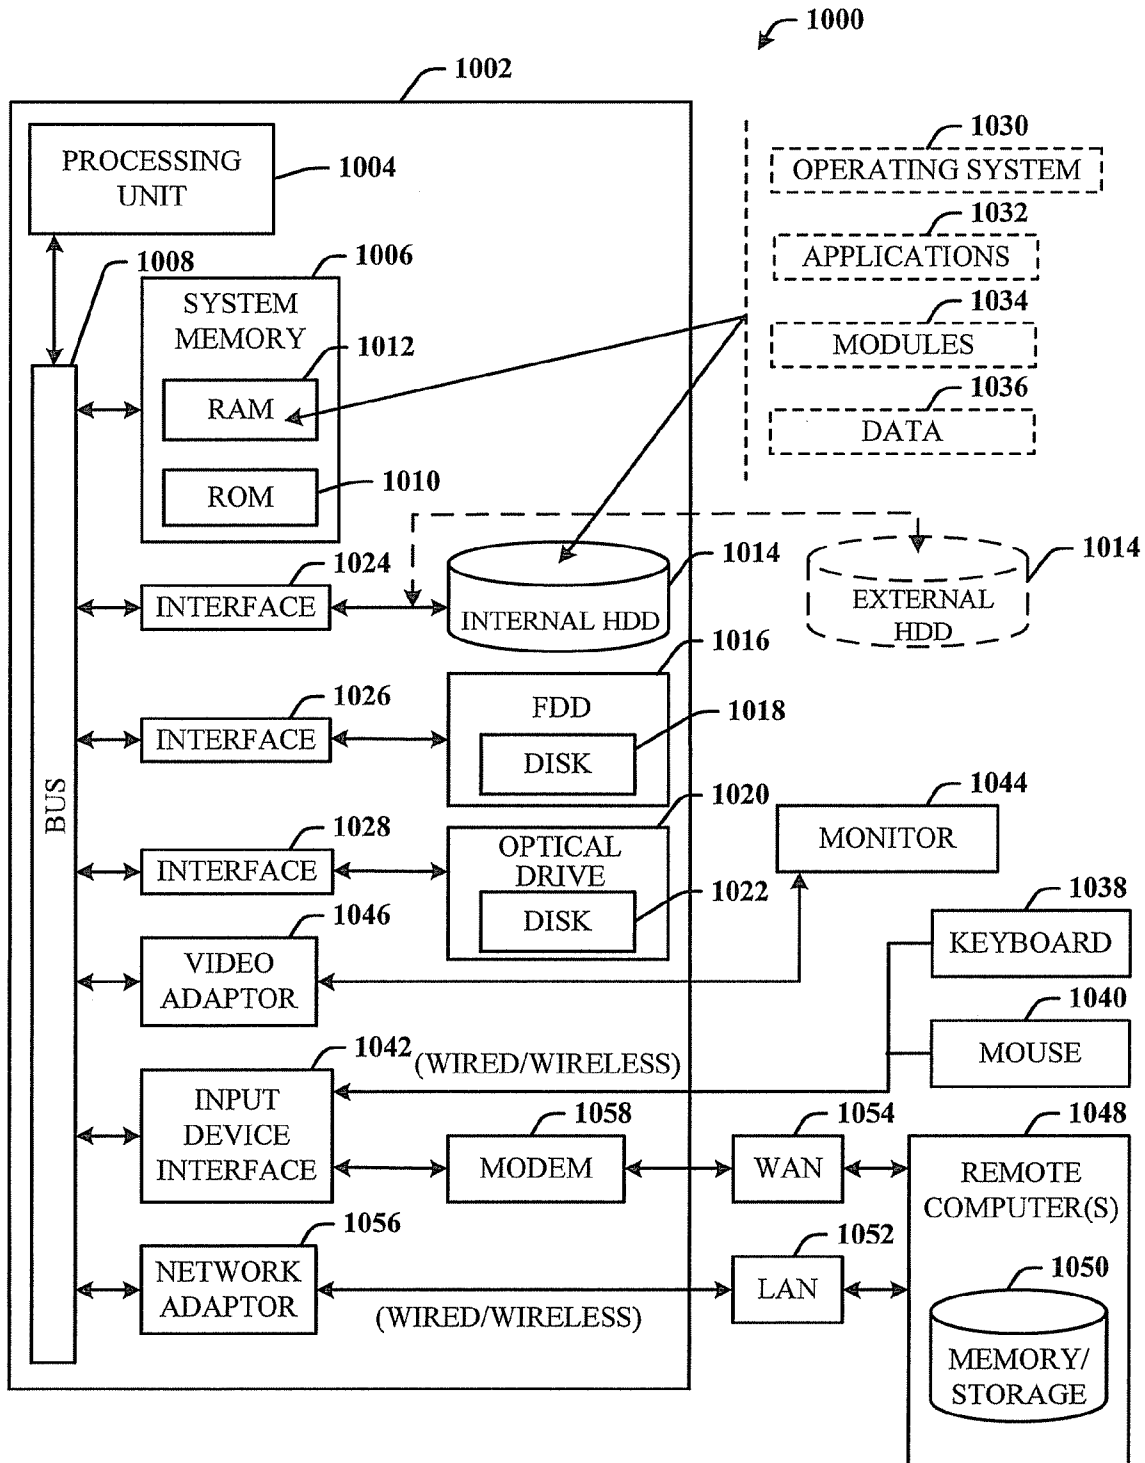 1000
1002
PROCESSING
UNIT
1004
1030
OPERATING SYSTEM
1032
APPLICATIONS
1034
MODULES
1036
DATA
1008
1006
SYSTEM
MEMORY
1012
RAM
1010
ROM
1024
INTERFACE
1014
INTERNAL HDD
1014
EXTERNAL
HDD
1026
INTERFACE
1016
FDD
1018
DISK
BUS
1028
INTERFACE
1020
OPTICAL
DRIVE
1022
DISK
1044
MONITOR
1046
VIDEO
ADAPTOR
1038
KEYBOARD
1040
MOUSE
1042
INPUT
DEVICE
INTERFACE
(WIRED/WIRELESS)
1058
MODEM
1054
WAN
1048
REMOTE
COMPUTER(S)
1056
NETWORK
ADAPTOR
(WIRED/WIRELESS)
1052
LAN
1050
MEMORY/
STORAGE